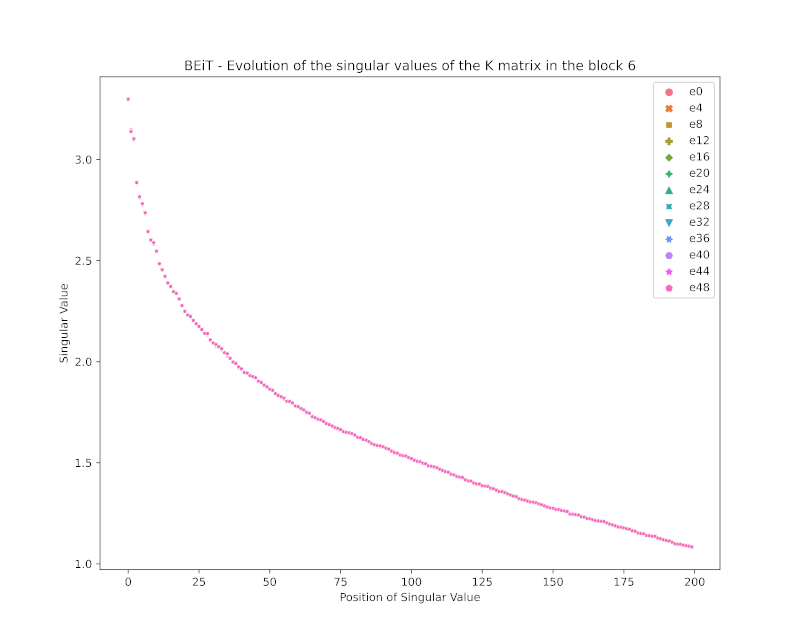 BEiT - Evolution of the singular values of the K matrix in the block 6
e0
e4
e8
e12
e16
e20
e24
e28
e32
e36
e40
e44
e48
3.0
2.5
2.0
1.5
1.0
Singular Value
0 25 50 75 100 125 150 175 200
Position of Singular Value